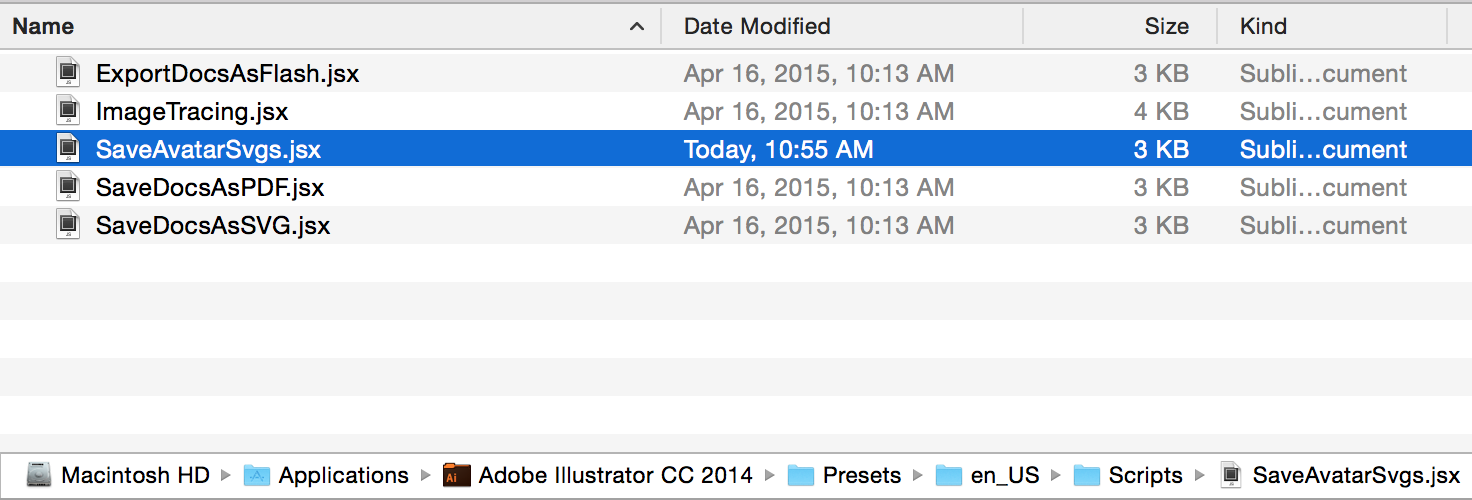 Name Date Modified Size Kind
ExportDocsAsFlash.jsx Apr 16, 2015, 10:13 AM 3 KB Subli...cument
ImageTracing.jsx Apr 16, 2015, 10:13 AM 4 KB Subli...cument
SaveAvatarSvgs.jsx Today, 10:55 AM 3 KB Subli...cument
SaveDocsAsPDF.jsx Apr 16, 2015, 10:13 AM 3 KB Subli...cument
SaveDocsAsSVG.jsx Apr 16, 2015, 10:13 AM 3 KB Subli...cument
Macintosh HD Applications Ai Adobe Illustrator CC 2014 Presets en_US Scripts SaveAvatarSvgs.jsx